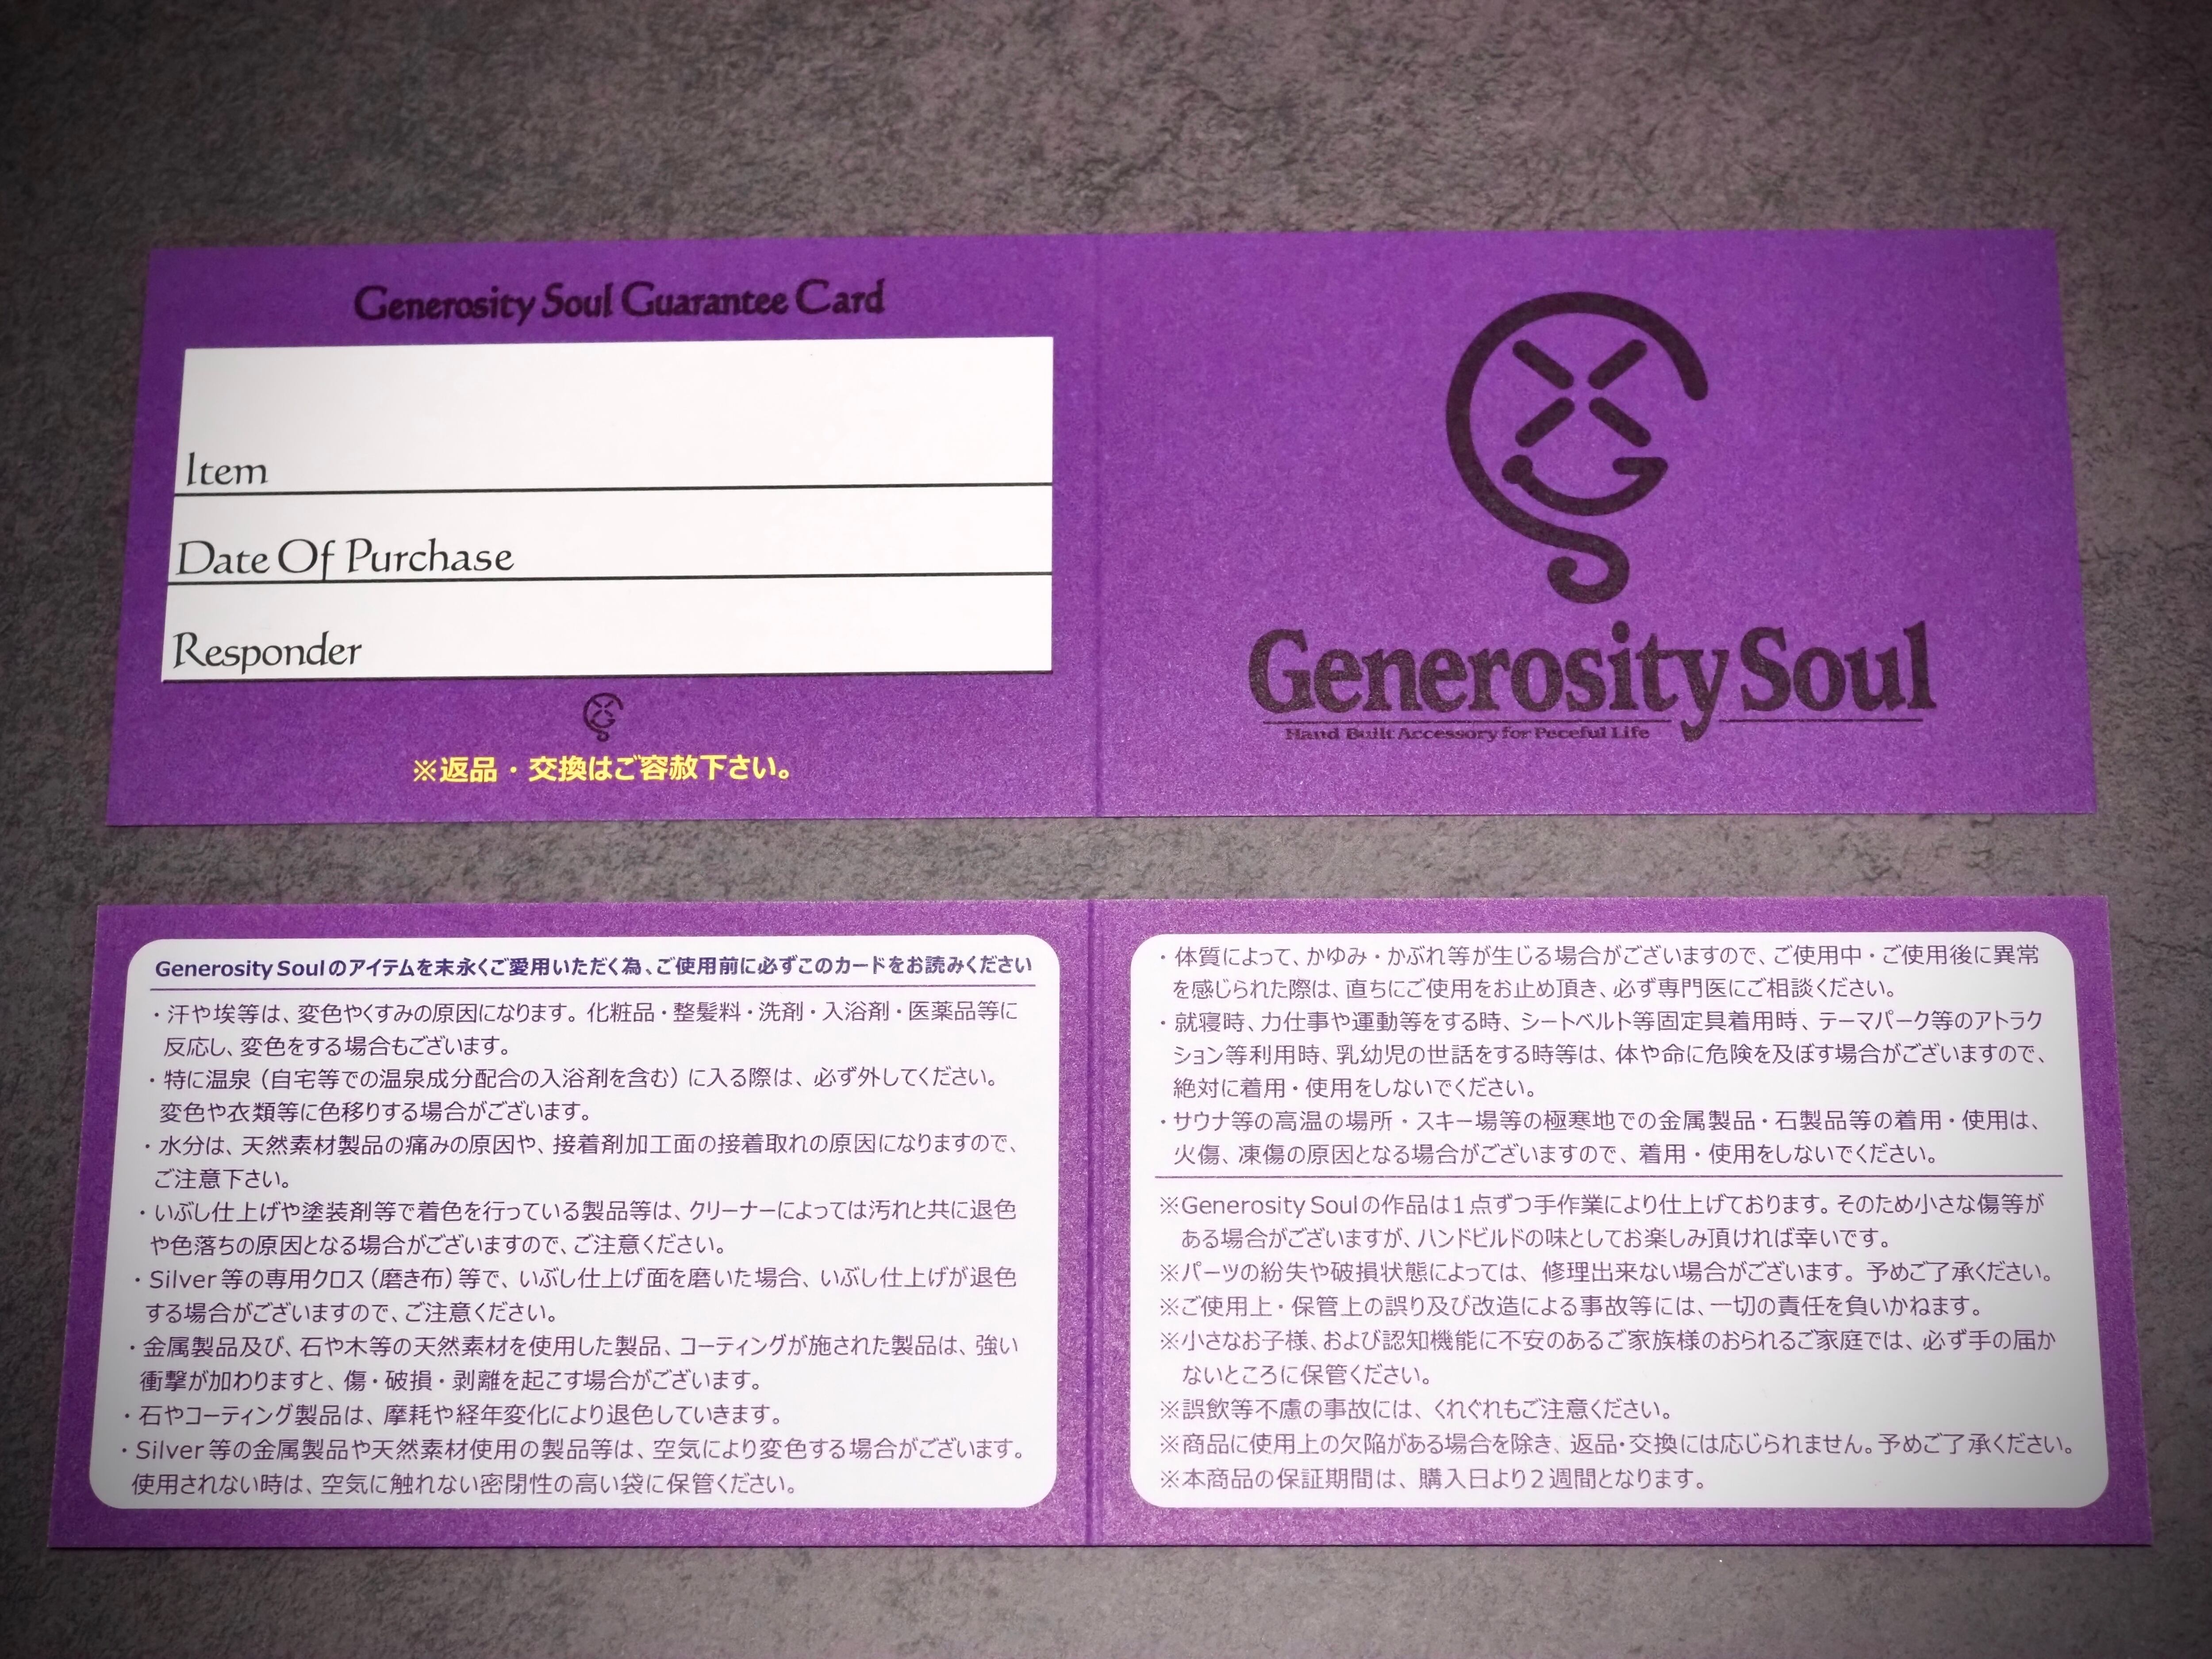 Generosity Soul Guarantee Card
Item
Date Of Purchase
Responder
※返品・交換はご容赦下さい。
Generosity Soul
Hand Built Accessory for Peceful Life
Generosity Soulのアイテムを末永くご愛用いただく為、ご使用前に必ずこのカードをお読みください
・汗や埃等は、変色やくすみの原因になります。化粧品・整髪料・洗剤・入浴剤・医薬品等に
反応し、変色をする場合もございます。
・特に温泉（自宅等での温泉成分配合の入浴剤を含む）に入る際は、必ず外してください。
変色や衣類等に色移りする場合がございます。
・水分は、天然素材製品の痛みの原因や、接着剤加工面の接着取れの原因になりますので、
ご注意下さい。
・いぶし仕上げや塗装剤等で着色を行っている製品等は、クリーナーによっては汚れと共に退色
や色落ちの原因となる場合がございますので、ご注意ください。
・Silver等の専用クロス（磨き布）等で、いぶし仕上げ面を磨いた場合、いぶし仕上げが退色
する場合がございますので、ご注意ください。
・金属製品及び、石や木等の天然素材を使用した製品、コーティングが施された製品は、強い
衝撃が加わりますと、傷・破損・剥離を起こす場合がございます。
・石やコーティング製品は、摩耗や経年変化により退色していきます。
・Silver等の金属製品や天然素材使用の製品等は、空気により変色する場合がございます。
使用されない時は、空気に触れない密閉性の高い袋に保管ください。
・体質によって、かゆみ・かぶれ等が生じる場合がございますので、ご使用中・ご使用後に異常
を感じられた際は、直ちにご使用をお止め頂き、必ず専門医にご相談ください。
・就寝時、力仕事や運動等をする時、シートベルト等固定具着用時、テーマパーク等のアトラク
ション等利用時、乳幼児の世話をする時等は、体や命に危険を及ぼす場合がございますので、
絶対に着用・使用をしないでください。
・サウナ等の高温の場所・スキー場等の極寒地での金属製品・石製品等の着用・使用は、
火傷、凍傷の原因となる場合がございますので、着用・使用をしないでください。
※Generosity Soulの作品は1点ずつ手作業により仕上げております。そのため小さな傷等が
ある場合がございますが、ハンドビルドの味としてお楽しみ頂ければ幸いです。
※パーツの紛失や破損状態によっては、修理出来ない場合がございます。予めご了承ください。
※ご使用上・保管上の誤り及び改造による事故等には、一切の責任を負いかねます。
※小さなお子様、および認知機能に不安のあるご家族様のおられるご家庭では、必ず手の届か
ないところに保管ください。
※誤飲等不慮の事故には、くれぐれもご注意ください。
※商品に使用上の欠陥がある場合を除き、返品・交換には応じられません。予めご了承ください。
※本商品の保証期間は、購入日より2週間となります。